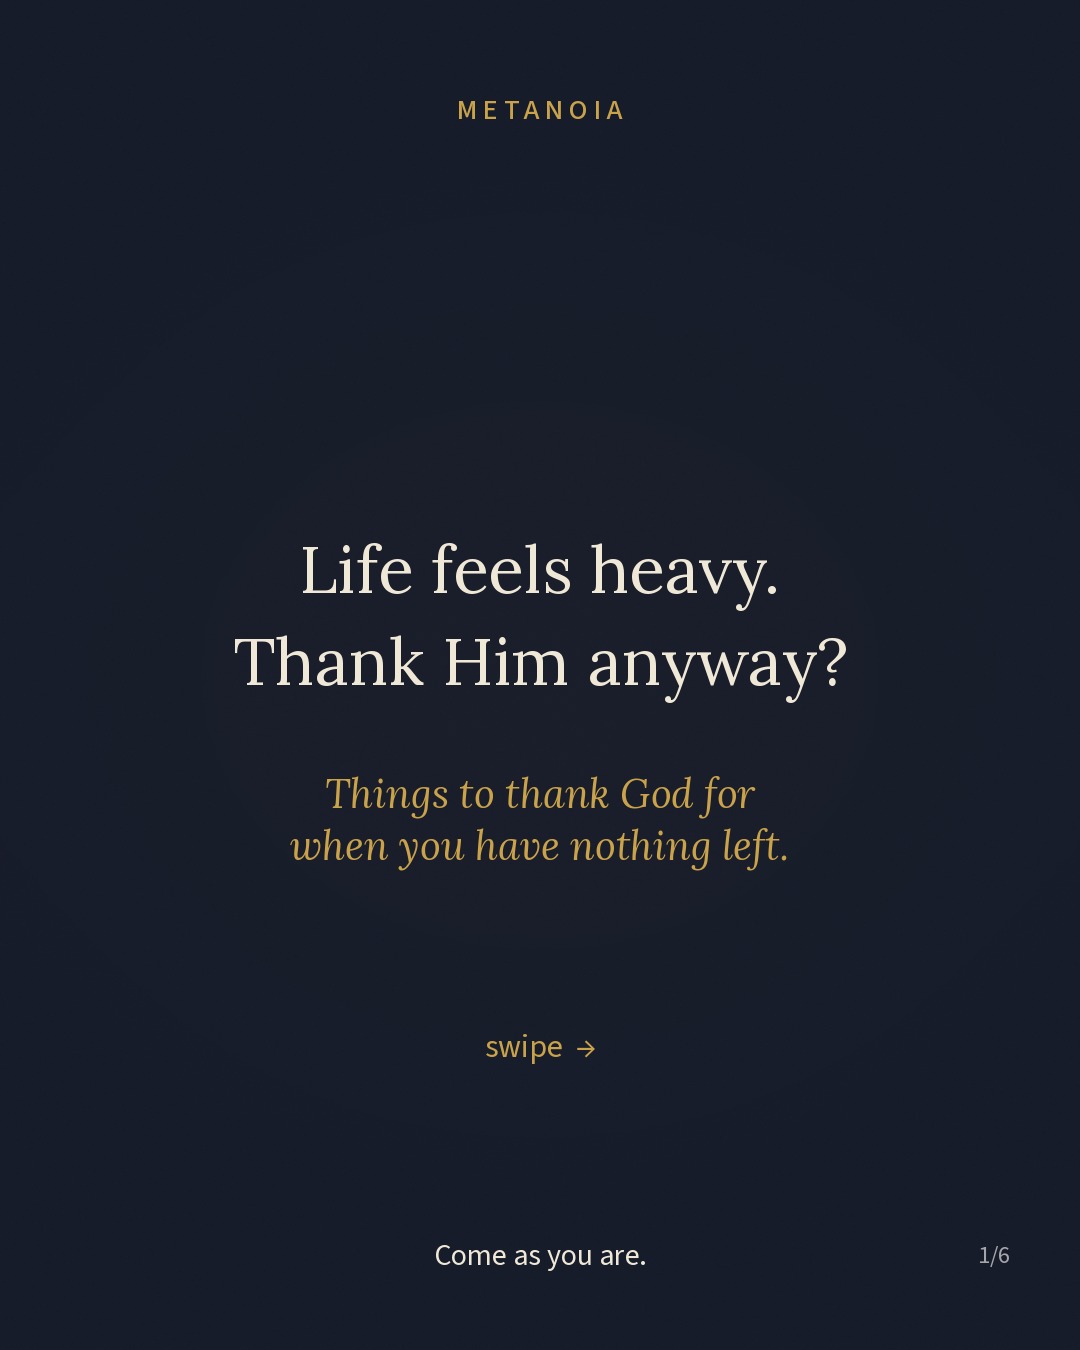 METANOIA
Life feels heavy.
Thank Him anyway?
Things to thank God for
when you have nothing left.
swipe →
Come as you are.
1/6